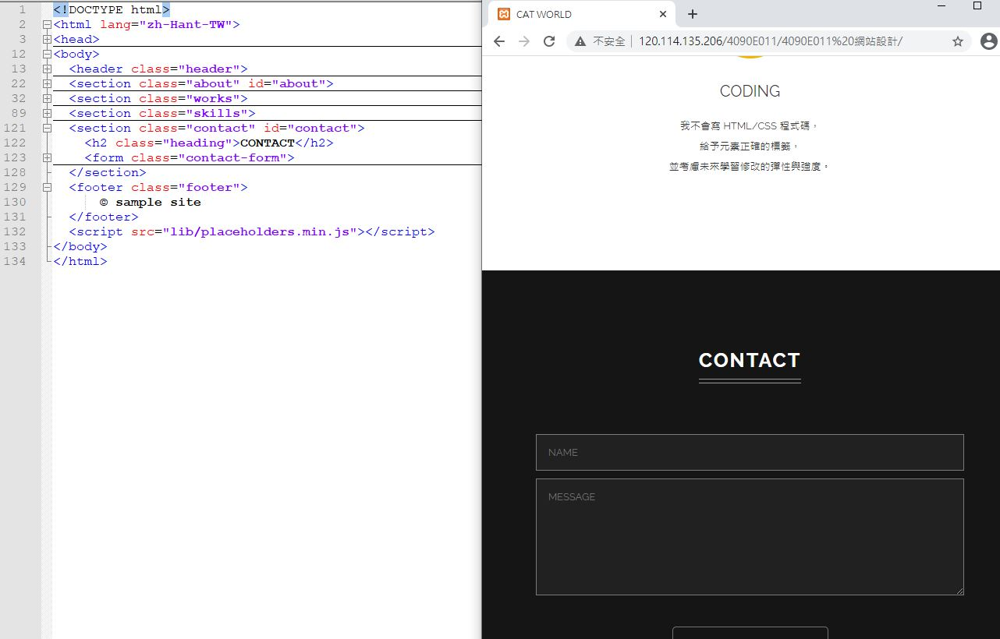 1 <!DOCTYPE html>
2 <html lang="zh-Hant-TW">
3 <head>
12 <body>
13 <header class="header">
22 <section class="about" id="about">
32 <section class="works">
89 <section class="skills">
121 <section class="contact" id="contact">
122 <h2 class="heading">CONTACT</h2>
123 <form class="contact-form">
128 </section>
129 <footer class="footer">
130 © sample site
131 </footer>
132 <script src="lib/placeholders.min.js"></script>
133 </body>
134 </html>
CAT WORLD
不安全 120.114.135.206/4090E011/4090E011%20網站設計/
CODING
我不會寫 HTML/CSS 程式碼，
給予元素正確的標籤，
並考慮未來學習修改的彈性與強度。
CONTACT
NAME
MESSAGE